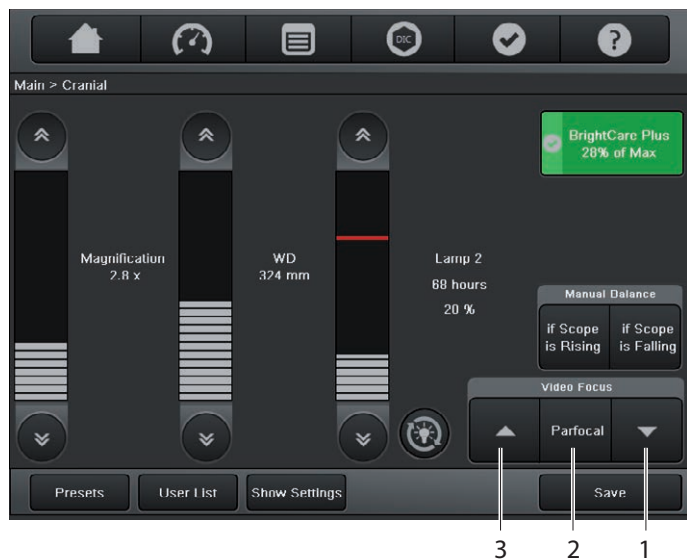 DIC
?
Main > Cranial
BrightCare Plus
28% of Max
Magnification
2.8 x
WD
324 mm
Lamp 2
68 hours
20 %
Manual Balance
if Scope
is Rising
if Scope
is Falling
Video Focus
Parfocal
Presets
User List
Show Settings
Save
3
2
1